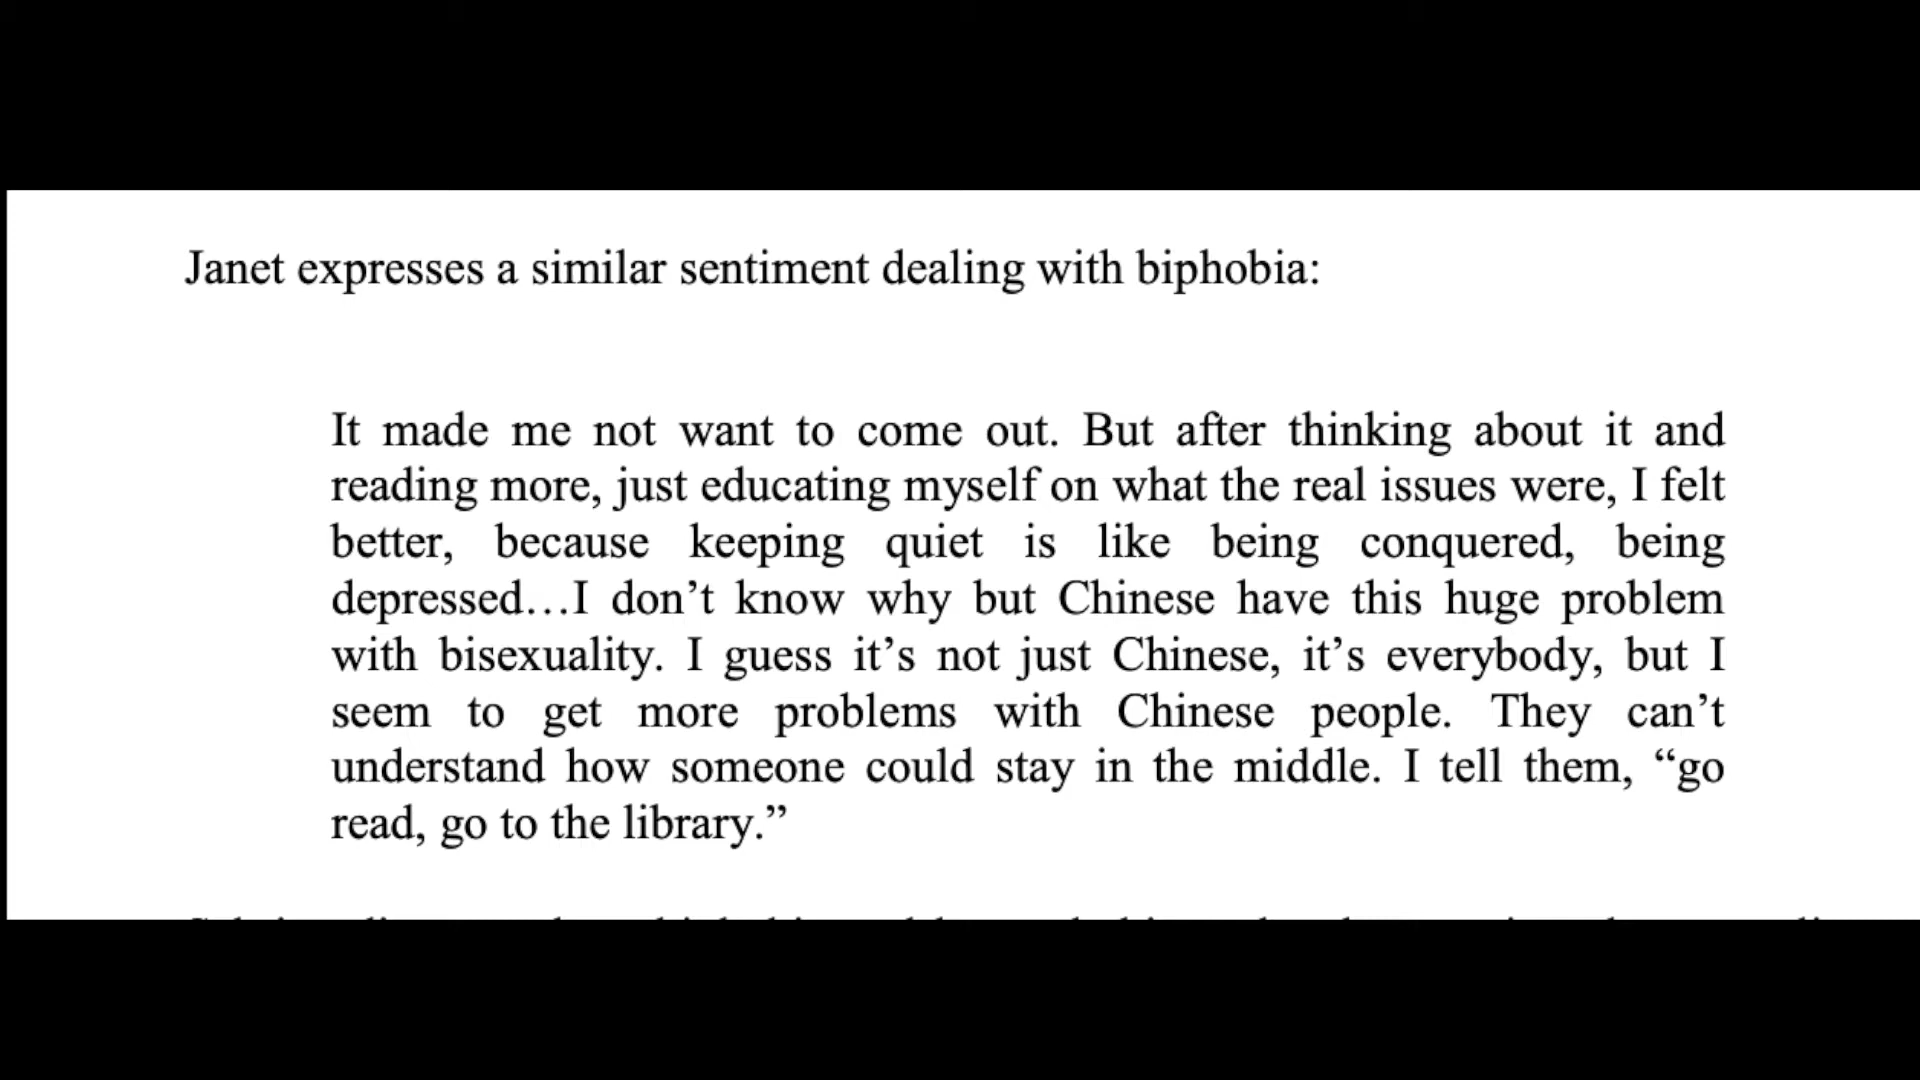 Janet expresses a similar sentiment dealing with biphobia:
It made me not want to come out. But after thinking about it and
reading more, just educating myself on what the real issues were, I felt
better, because keeping quiet is like being conquered, being
depressed…I don’t know why but Chinese have this huge problem
with bisexuality. I guess it’s not just Chinese, it’s everybody, but I
seem to get more problems with Chinese people. They can’t
understand how someone could stay in the middle. I tell them, “go
read, go to the library.”